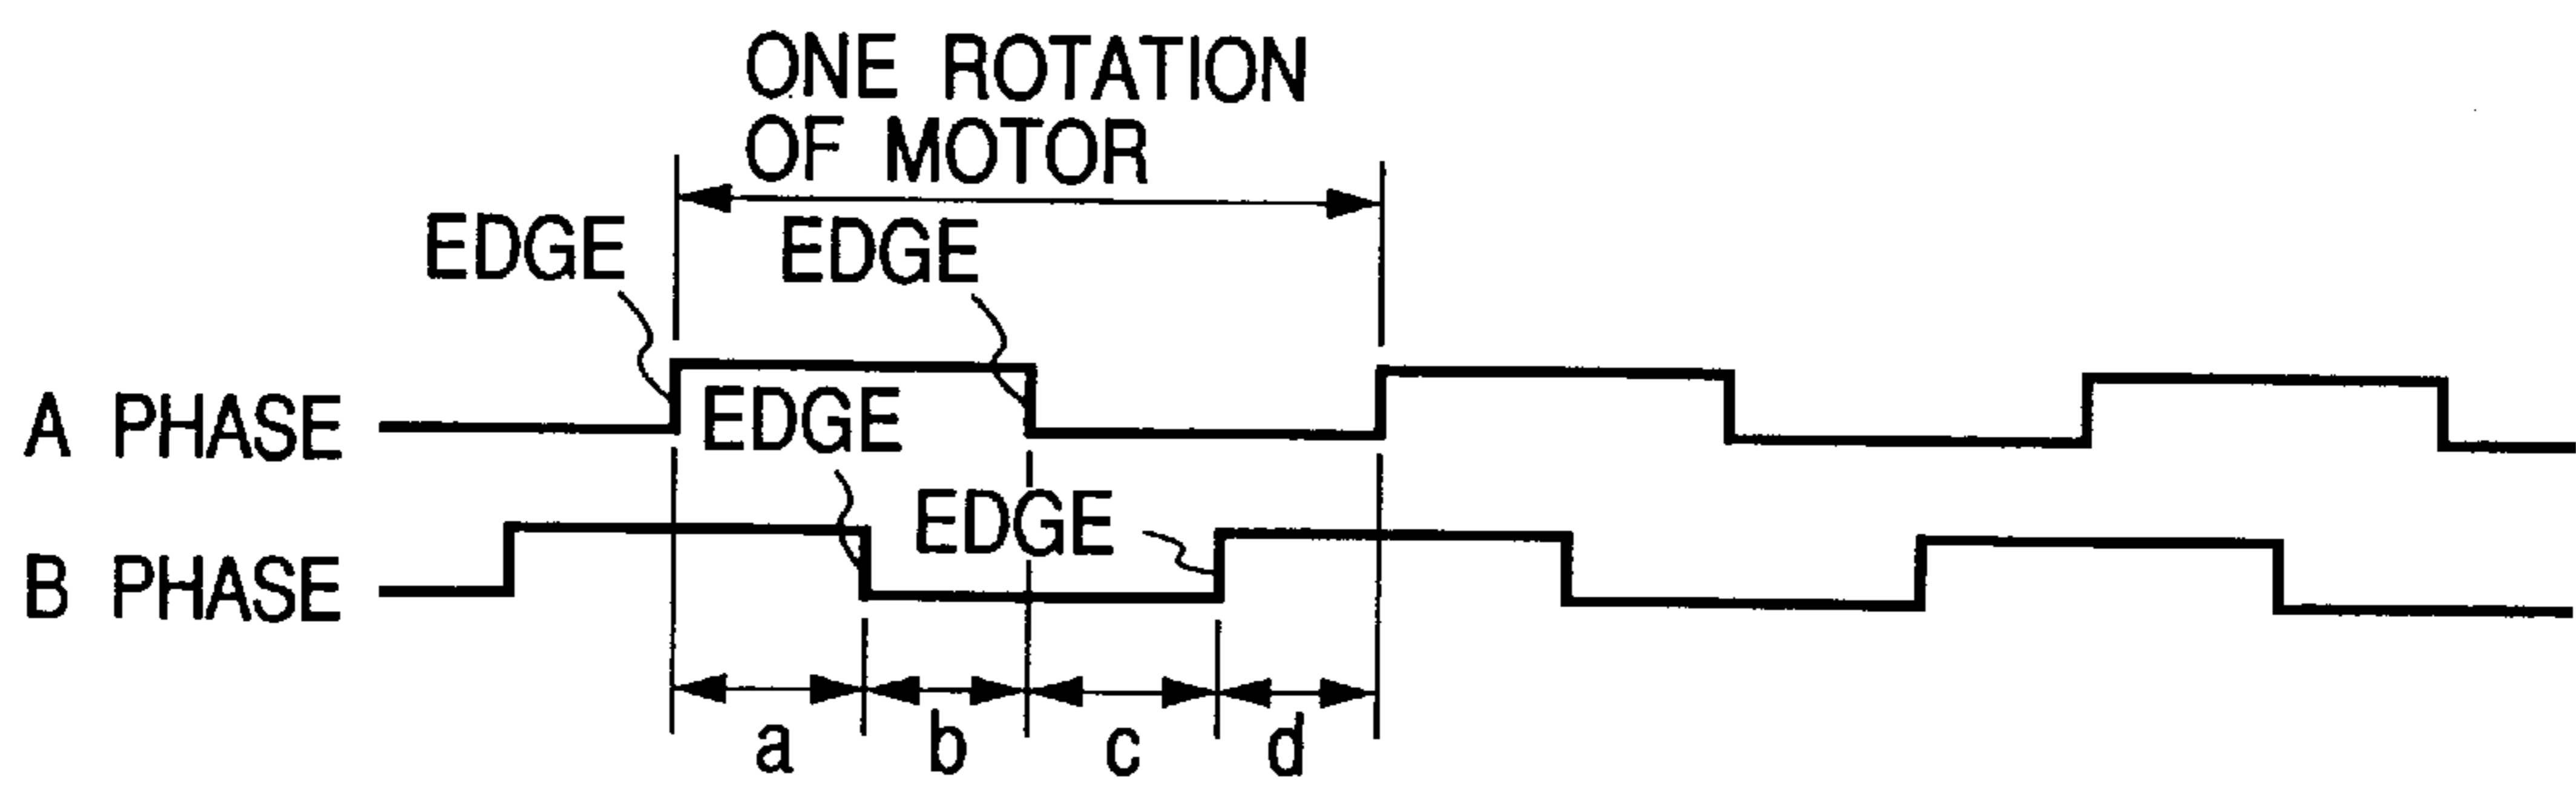 ONE ROTATION
OF MOTOR
EDGE
EDGE
A PHASE
EDGE
EDGE
B PHASE
a
b
c
d